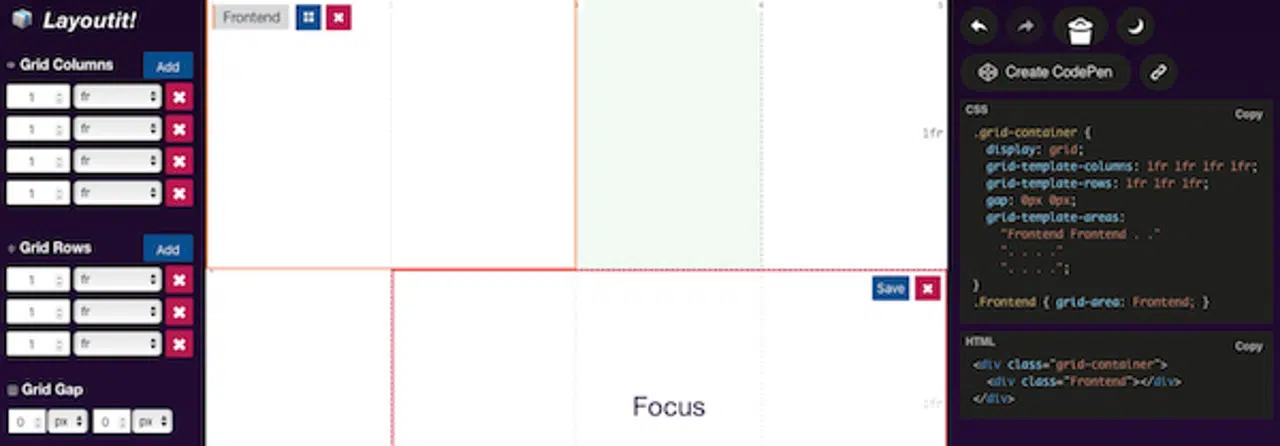 Layoutit!
Grid Columns Add
1 fr
1 fr
1 fr
1 fr
Grid Rows Add
1 fr
1 fr
1 fr
Grid Gap
0 px 0 px
Frontend
3 4 5
1fr
Save
Focus
1fr
Create CodePen
CSS
Copy
.grid-container {
display: grid;
grid-template-columns: 1fr 1fr 1fr 1fr;
grid-template-rows: 1fr 1fr 1fr;
gap: 0px 0px;
grid-template-areas:
"Frontend Frontend . ."
". . . ."
". . . .";
}
.Frontend { grid-area: Frontend; }
HTML
Copy
<div class="grid-container">
<div class="Frontend"></div>
</div>